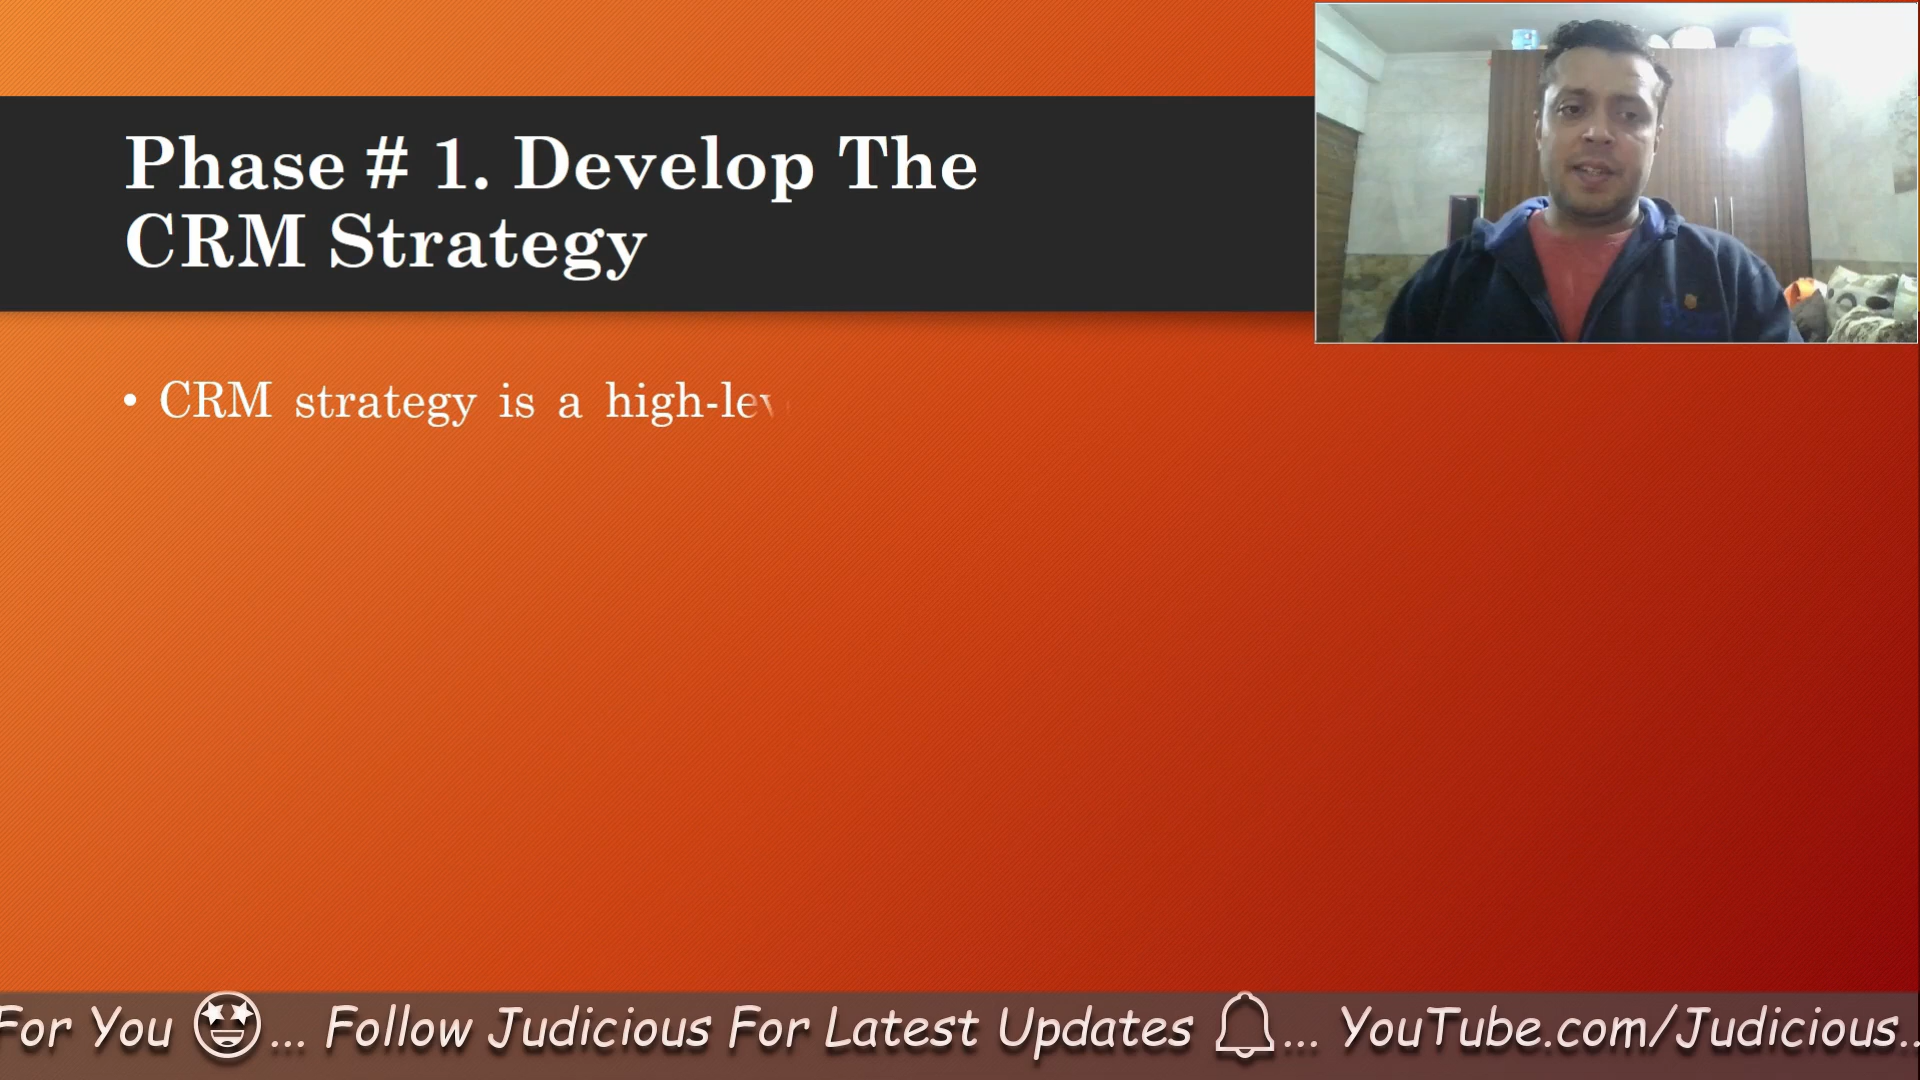 Phase # 1. Develop The
CRM Strategy
• CRM strategy is a high-lev
For You 🤩... Follow Judicious For Latest Updates 🔔... YouTube.com/Judicious..